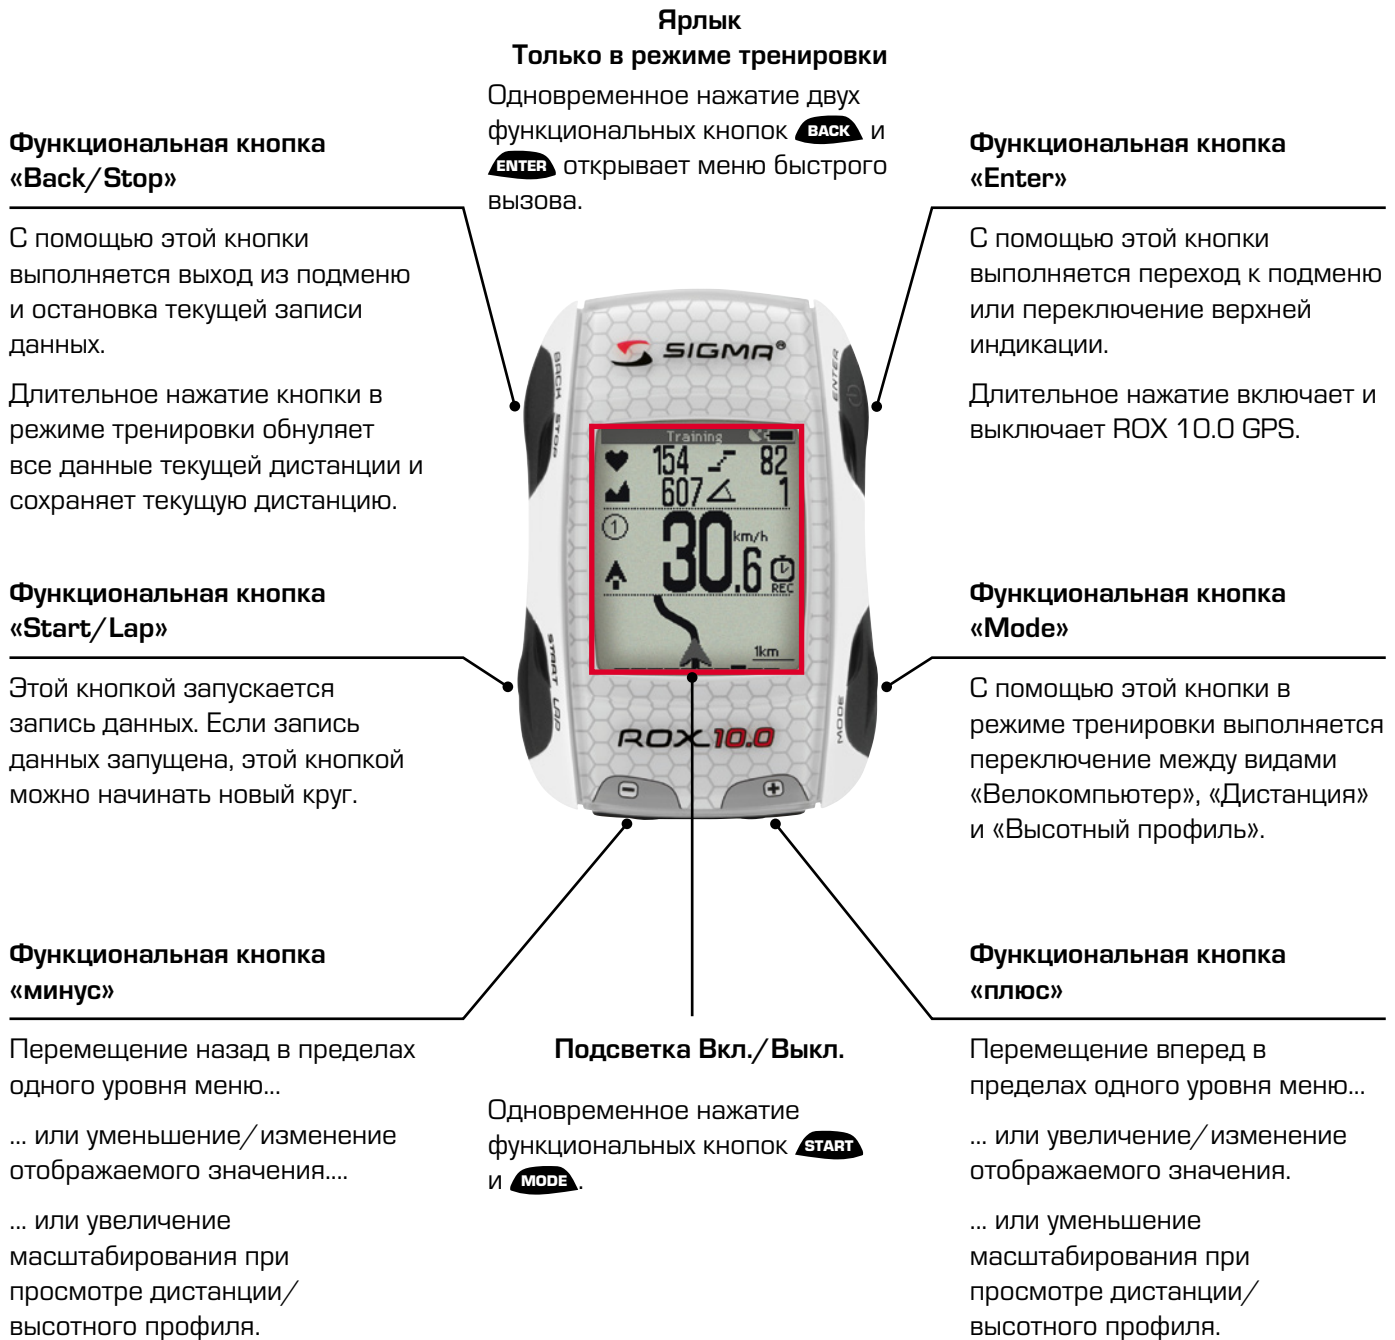 Ярлык
Только в режиме тренировки
Одновременное нажатие двух
функциональных кнопок BACK и
ENTER открывает меню быстрого
вызова.
Функциональная кнопка
«Back/Stop»
С помощью этой кнопки
выполняется выход из подменю
и остановка текущей записи
данных.
Длительное нажатие кнопки в
режиме тренировки обнуляет
все данные текущей дистанции и
сохраняет текущую дистанцию.
Функциональная кнопка
«Enter»
С помощью этой кнопки
выполняется переход к подменю
или переключение верхней
индикации.
Длительное нажатие включает и
выключает ROX 10.0 GPS.
SIGMA®
BACK STOP
ENTER
Training
154 82
607 1
1
30.6 km/h
REC
1km
START LAP
MODE
ROX 10.0
Функциональная кнопка
«Start/Lap»
Этой кнопкой запускается
запись данных. Если запись
данных запущена, этой кнопкой
можно начинать новый круг.
Функциональная кнопка
«Mode»
С помощью этой кнопки в
режиме тренировки выполняется
переключение между видами
«Велокомпьютер», «Дистанция»
и «Высотный профиль».
Функциональная кнопка
«минус»
Перемещение назад в пределах
одного уровня меню...
... или уменьшение/изменение
отображаемого значения....
... или увеличение
масштабирования при
просмотре дистанции/
высотного профиля.
Подсветка Вкл./Выкл.
Одновременное нажатие
функциональных кнопок START
и MODE.
Функциональная кнопка
«плюс»
Перемещение вперед в
пределах одного уровня меню...
... или увеличение/изменение
отображаемого значения.
... или уменьшение
масштабирования при
просмотре дистанции/
высотного профиля.